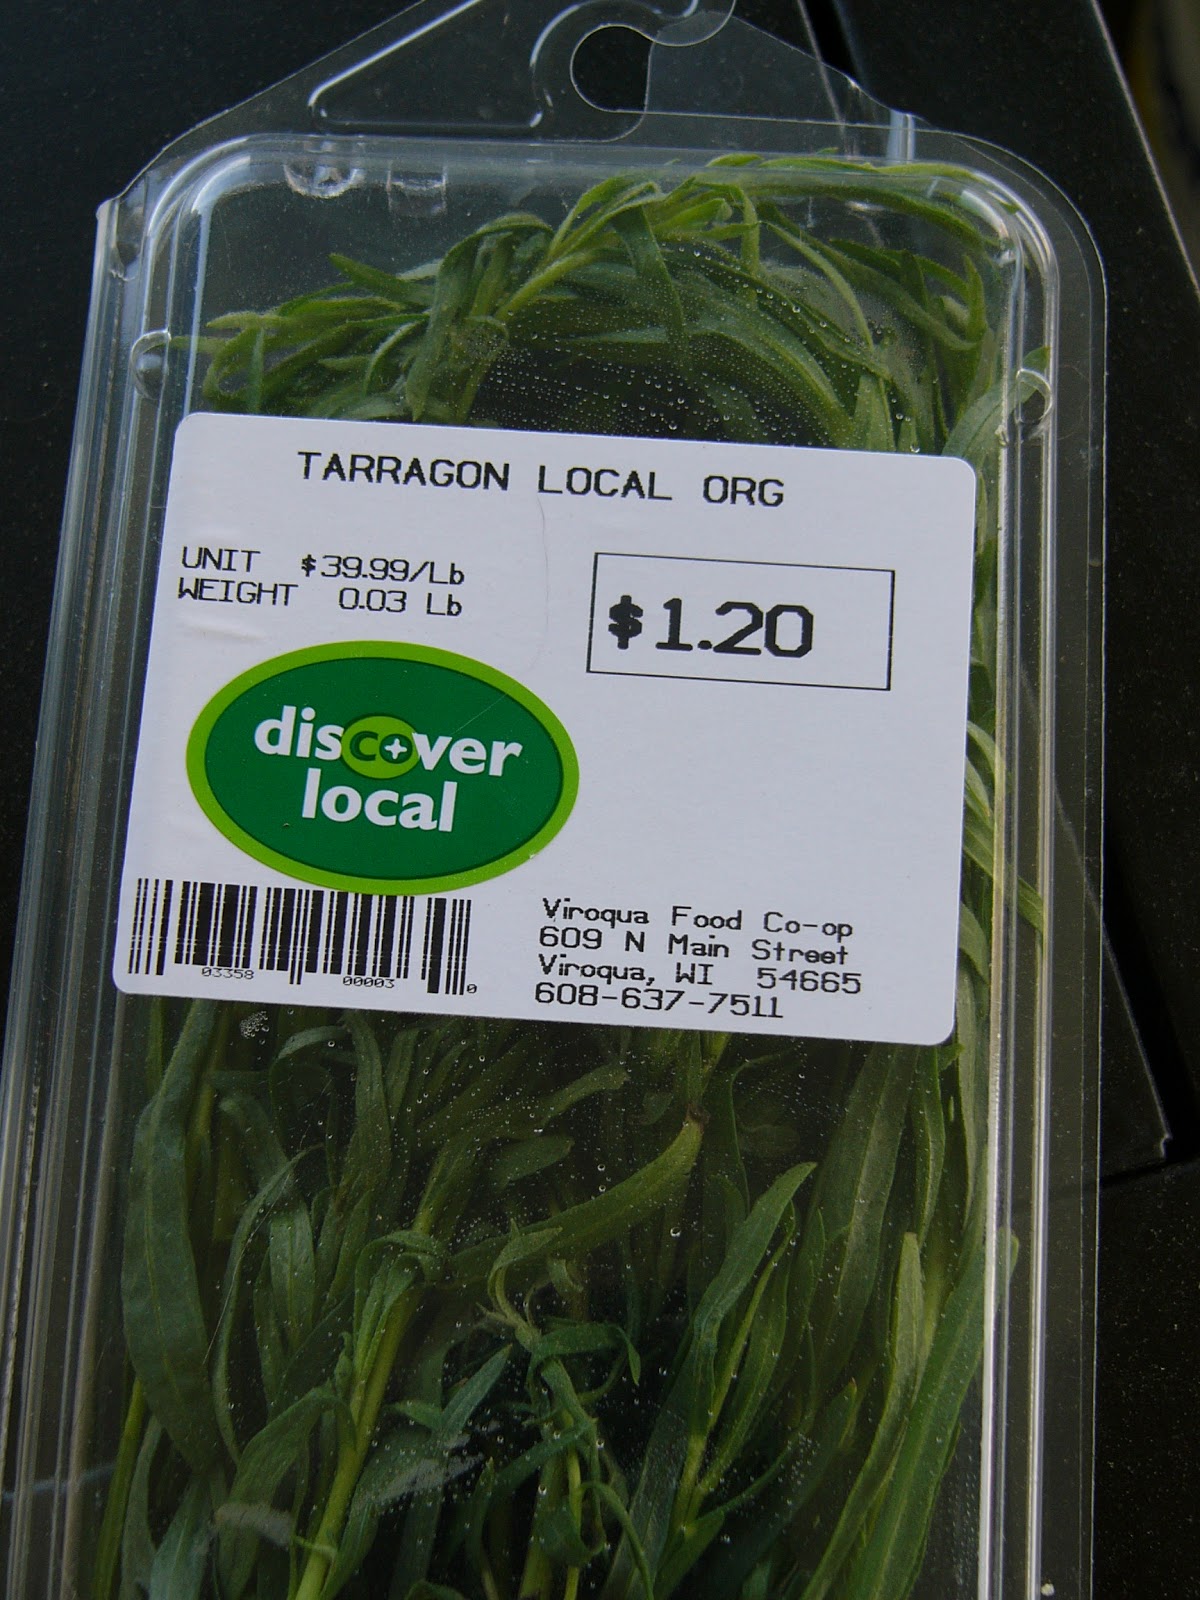 TARRAGON LOCAL ORG
UNIT $39.99/Lb
WEIGHT 0.03 Lb
$1.20
discover
local
03358 00003 0
Viroqua Food Co-op
609 N Main Street
Viroqua, WI 54665
608-637-7511